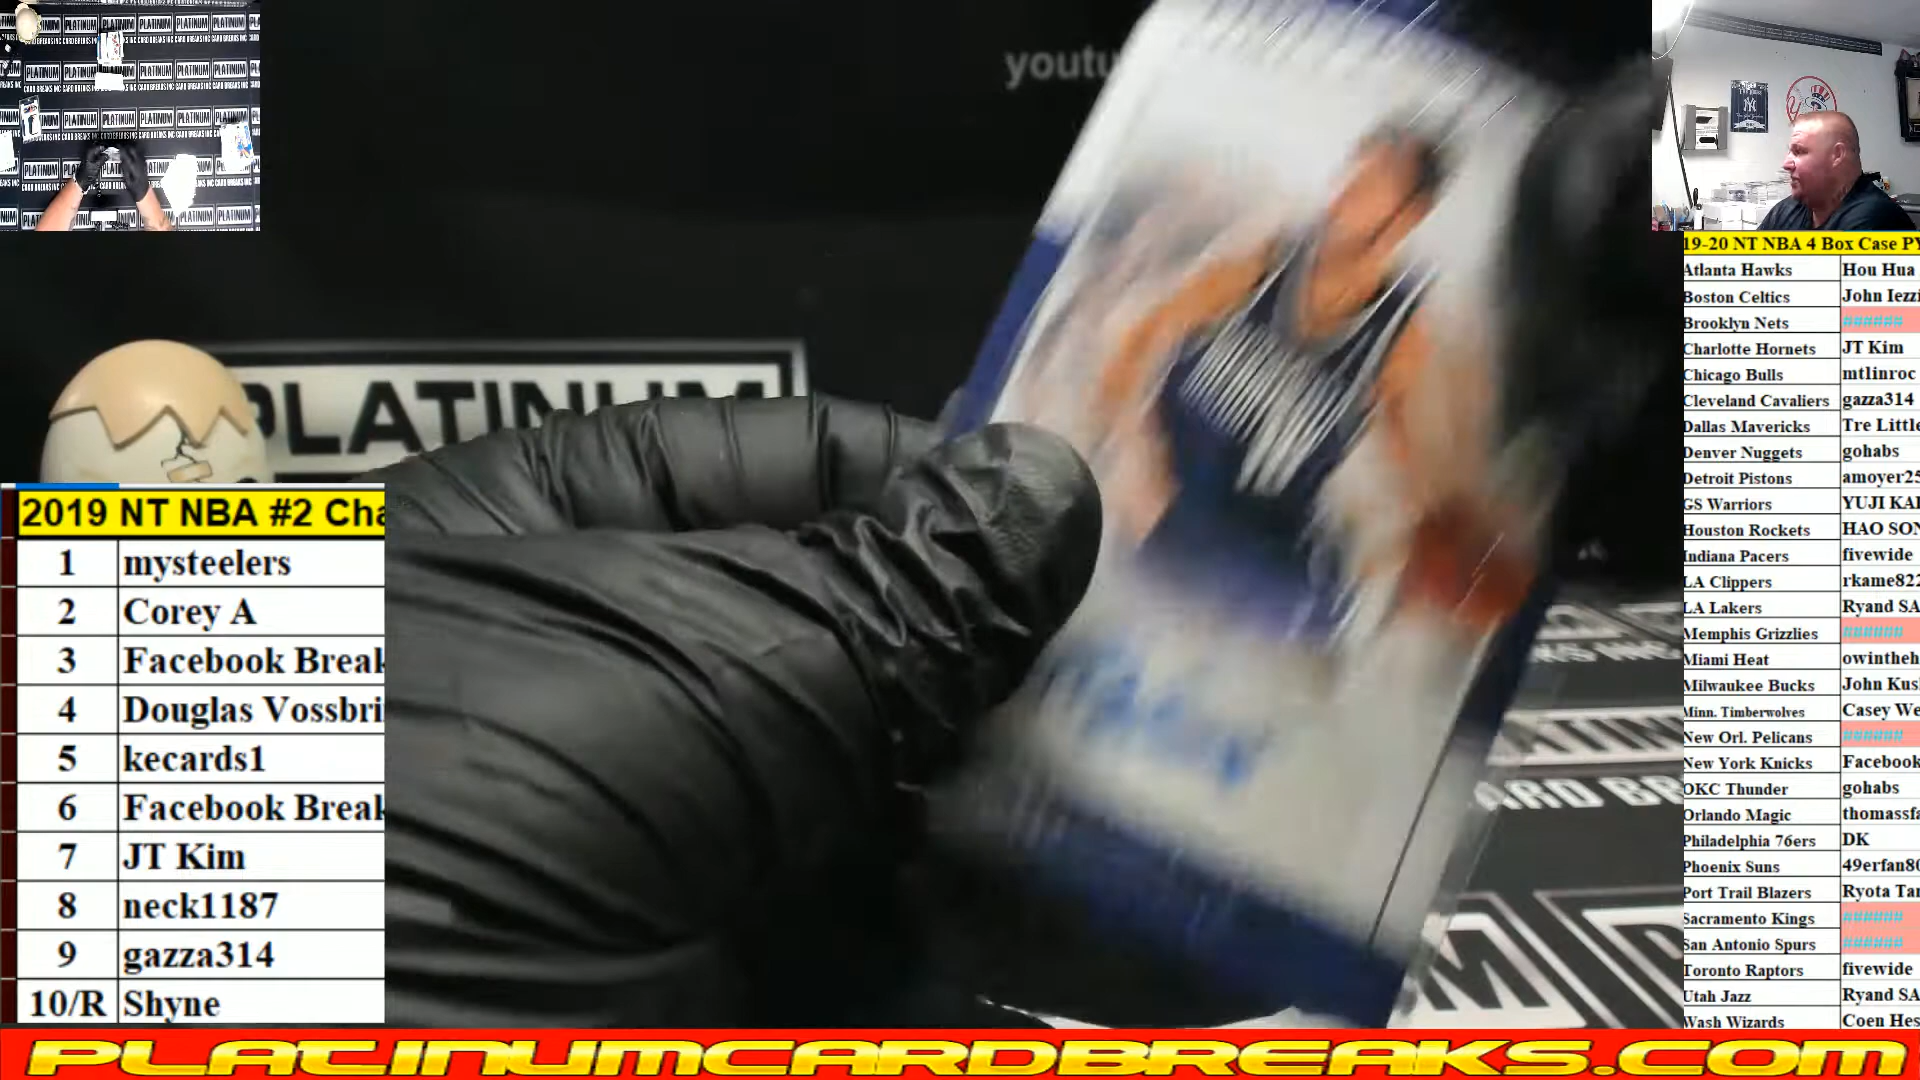 youtu
PLATINUM
2019 NT NBA #2 Cha
1 mysteelers
2 Corey A
3 Facebook Break
4 Douglas Vossbri
5 kecards1
6 Facebook Break
7 JT Kim
8 neck1187
9 gazza314
10/R Shyne
19-20 NT NBA 4 Box Case PY
Atlanta Hawks Hou Hua
Boston Celtics John Iezzi
Brooklyn Nets ######
Charlotte Hornets JT Kim
Chicago Bulls mtlinroc
Cleveland Cavaliers gazza314
Dallas Mavericks Tre Little
Denver Nuggets gohabs
Detroit Pistons amoyer25
GS Warriors YUJI KAI
Houston Rockets HAO SON
Indiana Pacers fivewide
LA Clippers rkame822
LA Lakers Ryand SA
Memphis Grizzlies ######
Miami Heat owintheh
Milwaukee Bucks John Kus
Minn. Timberwolves Casey We
New Orl. Pelicans ######
New York Knicks Facebook
OKC Thunder gohabs
Orlando Magic thomassfa
Philadelphia 76ers DK
Phoenix Suns 49erfan80
Port Trail Blazers Ryota Tan
Sacramento Kings ######
San Antonio Spurs ######
Toronto Raptors fivewide
Utah Jazz Ryand SA
Wash Wizards Coen Hes
PLATINUMCARDBREAKS.COM